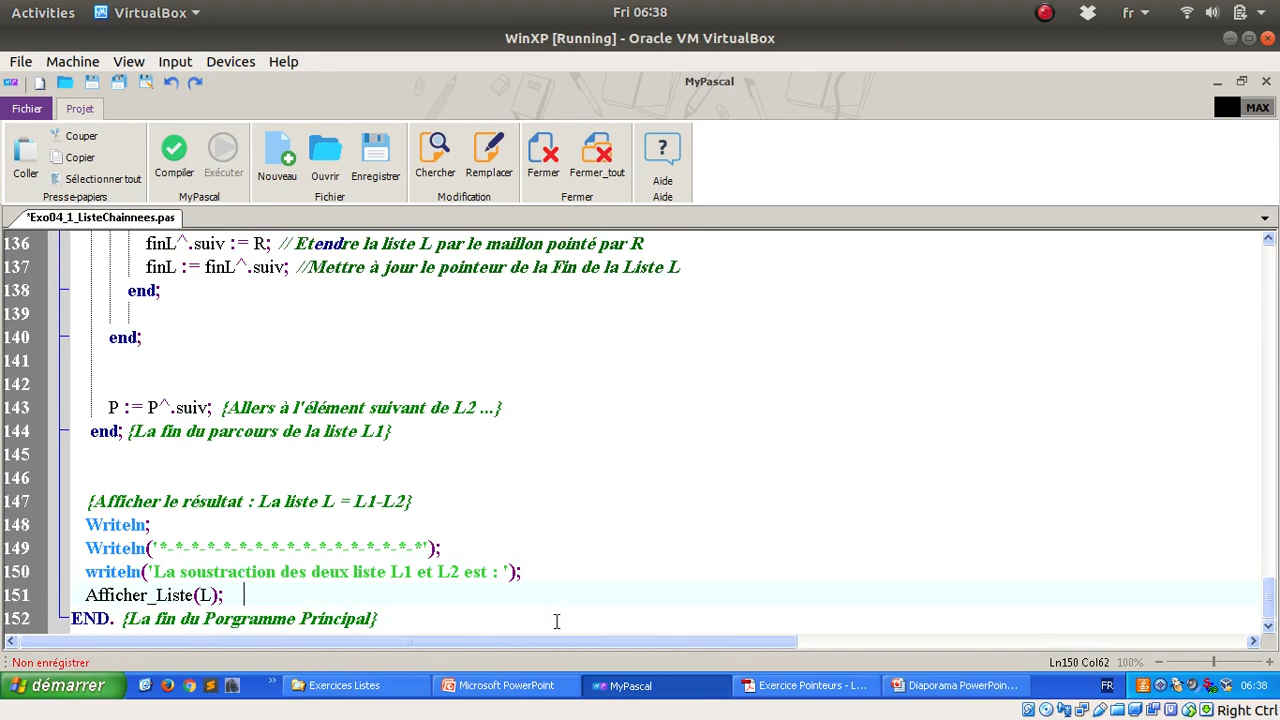 Activities VirtualBox Fri 06:38 fr
WinXP [Running] - Oracle VM VirtualBox
File Machine View Input Devices Help
MyPascal
Fichier Projet MAX
Couper
Copier
Sélectionner tout
Coller
Presse-papiers
Compiler Exécuter
MyPascal
Nouveau Ouvrir Enregistrer
Fichier
Chercher Remplacer
Modification
Fermer Fermer_tout
Fermer
Aide
Aide
*Exo04_1_ListeChainnees.pas
136 finL^.suiv := R; // Etendre la liste L par le maillon pointé par R
137 finL := finL^.suiv; //Mettre à jour le pointeur de la Fin de la Liste L
138 end;
139
140 end;
141
142
143 P := P^.suiv; {Allers à l'élément suivant de L2 ...}
144 end; {La fin du parcours de la liste L1}
145
146
147 {Afficher le résultat : La liste L = L1-L2}
148 Writeln;
149 Writeln('*-*-*-*-*-*-*-*-*-*-*-*-*-*-*-*-*');
150 writeln('La soustraction des deux liste L1 et L2 est : ');
151 Afficher_Liste(L);
152 END. {La fin du Porgramme Principal}
Non enrégistrer Ln150 Col62 100%
démarrer Exercices Listes Microsoft PowerPoint MyPascal Exercice Pointeurs - L... Diaporama PowerPoin... FR 06:38
Right Ctrl